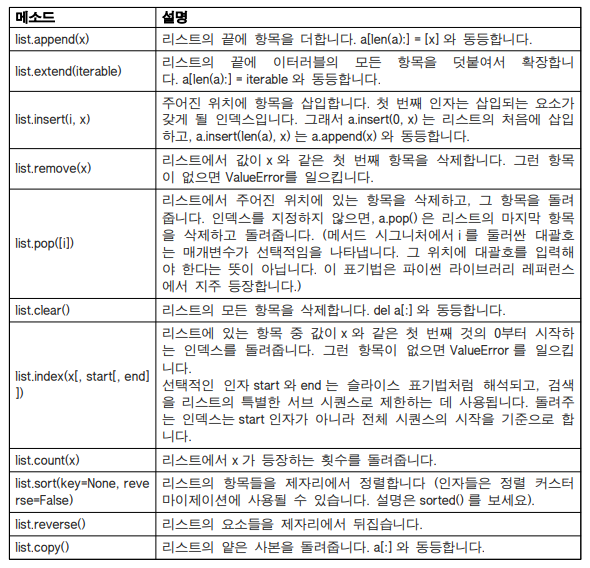 메소드 설명
list.append(x) 리스트의 끝에 항목을 더합니다. a[len(a):] = [x] 와 동등합니다.
list.extend(iterable) 리스트의 끝에 이터러블의 모든 항목을 덧붙여서 확장합니
다. a[len(a):] = iterable 와 동등합니다.
list.insert(i, x) 주어진 위치에 항목을 삽입합니다. 첫 번째 인자는 삽입되는 요소가
갖게 될 인덱스입니다. 그래서 a.insert(0, x) 는 리스트의 처음에 삽입
하고, a.insert(len(a), x) 는 a.append(x) 와 동등합니다.
list.remove(x) 리스트에서 값이 x 와 같은 첫 번째 항목을 삭제합니다. 그런 항목
이 없으면 ValueError를 일으킵니다.
list.pop([i]) 리스트에서 주어진 위치에 있는 항목을 삭제하고, 그 항목을 돌려
줍니다. 인덱스를 지정하지 않으면, a.pop() 은 리스트의 마지막 항목
을 삭제하고 돌려줍니다. (메서드 시그니처에서 i 를 둘러싼 대괄호
는 매개변수가 선택적임을 나타냅니다. 그 위치에 대괄호를 입력해
야 한다는 뜻이 아닙니다. 이 표기법은 파이썬 라이브러리 레퍼런스
에서 지주 등장합니다.)
list.clear() 리스트의 모든 항목을 삭제합니다. del a[:] 와 동등합니다.
list.index(x[, start[, end]
]) 리스트에 있는 항목 중 값이 x 와 같은 첫 번째 것의 0부터 시작하
는 인덱스를 돌려줍니다. 그런 항목이 없으면 ValueError 를 일으킵
니다.
선택적인 인자 start 와 end 는 슬라이스 표기법처럼 해석되고, 검색
을 리스트의 특별한 서브 시퀀스로 제한하는 데 사용됩니다. 돌려주
는 인덱스는 start 인자가 아니라 전체 시퀀스의 시작을 기준으로 합
니다.
list.count(x) 리스트에서 x 가 등장하는 횟수를 돌려줍니다.
list.sort(key=None, reve
rse=False) 리스트의 항목들을 제자리에서 정렬합니다 (인자들은 정렬 커스터
마이제이션에 사용될 수 있습니다. 설명은 sorted() 를 보세요).
list.reverse() 리스트의 요소들을 제자리에서 뒤집습니다.
list.copy() 리스트의 얕은 사본을 돌려줍니다. a[:] 와 동등합니다.